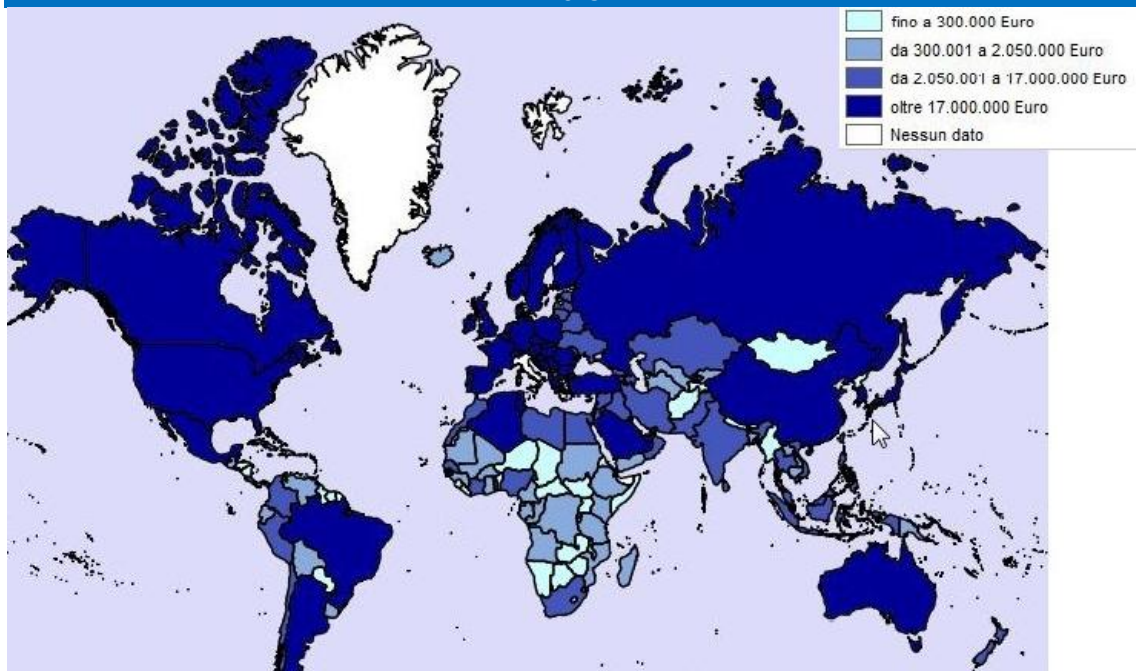 fino a 300.000 Euro
da 300.001 a 2.050.000 Euro
da 2.050.001 a 17.000.000 Euro
oltre 17.000.000 Euro
Nessun dato